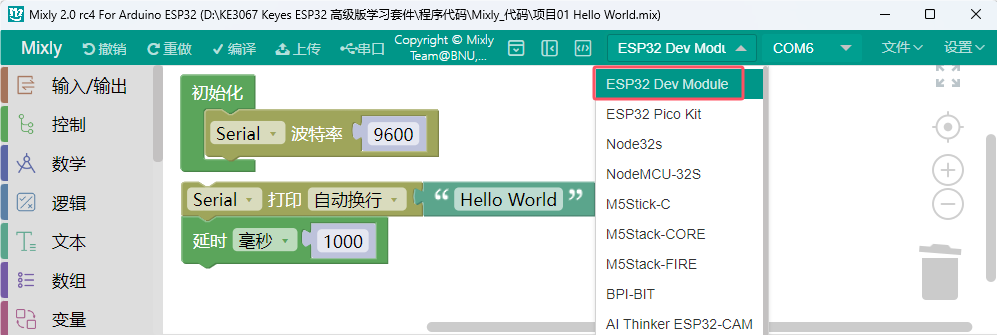 Mixly 2.0 rc4 For Arduino ESP32 (D:\KE3067 Keyes ESP32 高级版学习套件\程序代码\Mixly_代码\项目01 Hello World.mix)
Mixly 撤销 重做 编译 上传 串口 Copyright © Mixly Team@BNU,... ESP32 Dev Modu COM6 文件 设置
输入/输出
控制
数学
逻辑
文本
数组
变量
初始化
Serial 波特率 9600
Serial 打印 自动换行 “ Hello World ”
延时 毫秒 1000
ESP32 Dev Module
ESP32 Pico Kit
Node32s
NodeMCU-32S
M5Stick-C
M5Stack-CORE
M5Stack-FIRE
BPI-BIT
AI Thinker ESP32-CAM